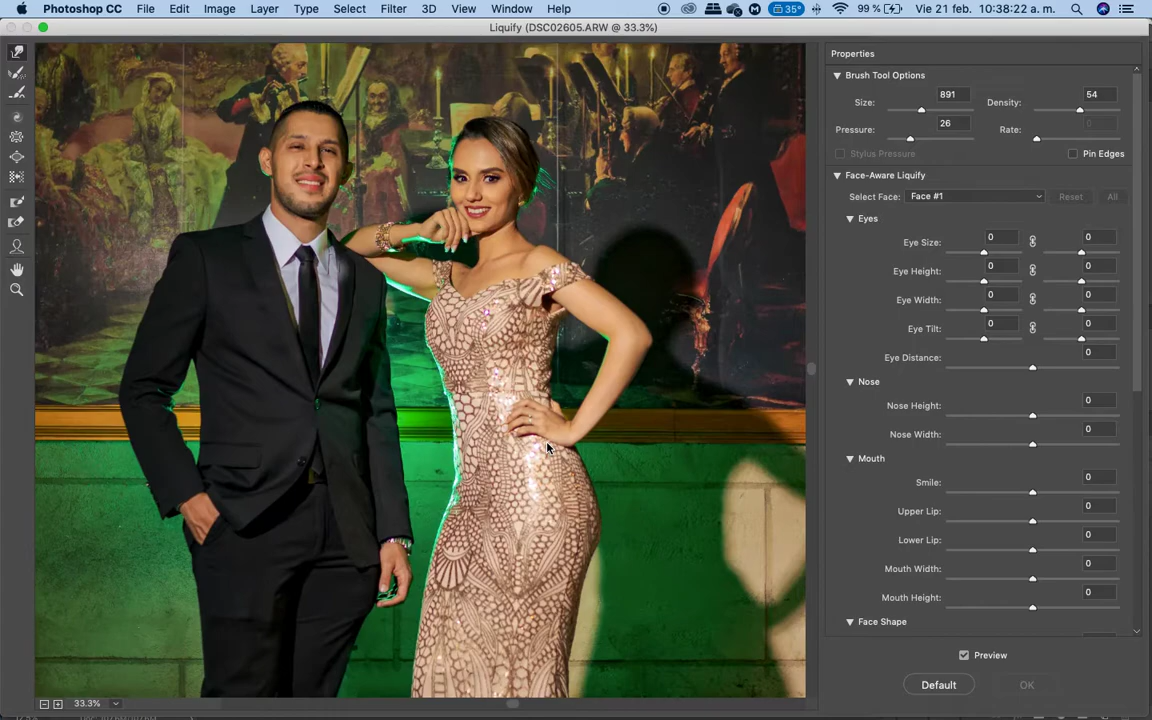 Photoshop CC File Edit Image Layer Type Select Filter 3D View Window Help 35° 99 % Vie 21 feb. 10:38:22 a. m.
Liquify (DSC02605.ARW @ 33.3%)
Properties
Brush Tool Options
Size: 891 Density: 54
Pressure: 26 Rate: 0
Stylus Pressure Pin Edges
Face-Aware Liquify
Select Face: Face #1 Reset All
Eyes
Eye Size: 0 0
Eye Height: 0 0
Eye Width: 0 0
Eye Tilt: 0 0
Eye Distance: 0
Nose
Nose Height: 0
Nose Width: 0
Mouth
Smile: 0
Upper Lip: 0
Lower Lip: 0
Mouth Width: 0
Mouth Height: 0
Face Shape
Preview
Default OK
33.3%